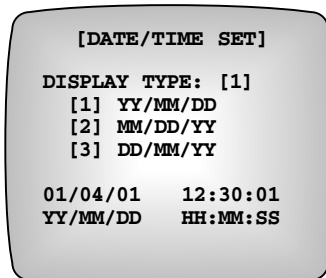 [DATE/TIME SET]
DISPLAY TYPE: [1]
[1] YY/MM/DD
[2] MM/DD/YY
[3] DD/MM/YY
01/04/01 12:30:01
YY/MM/DD HH:MM:SS